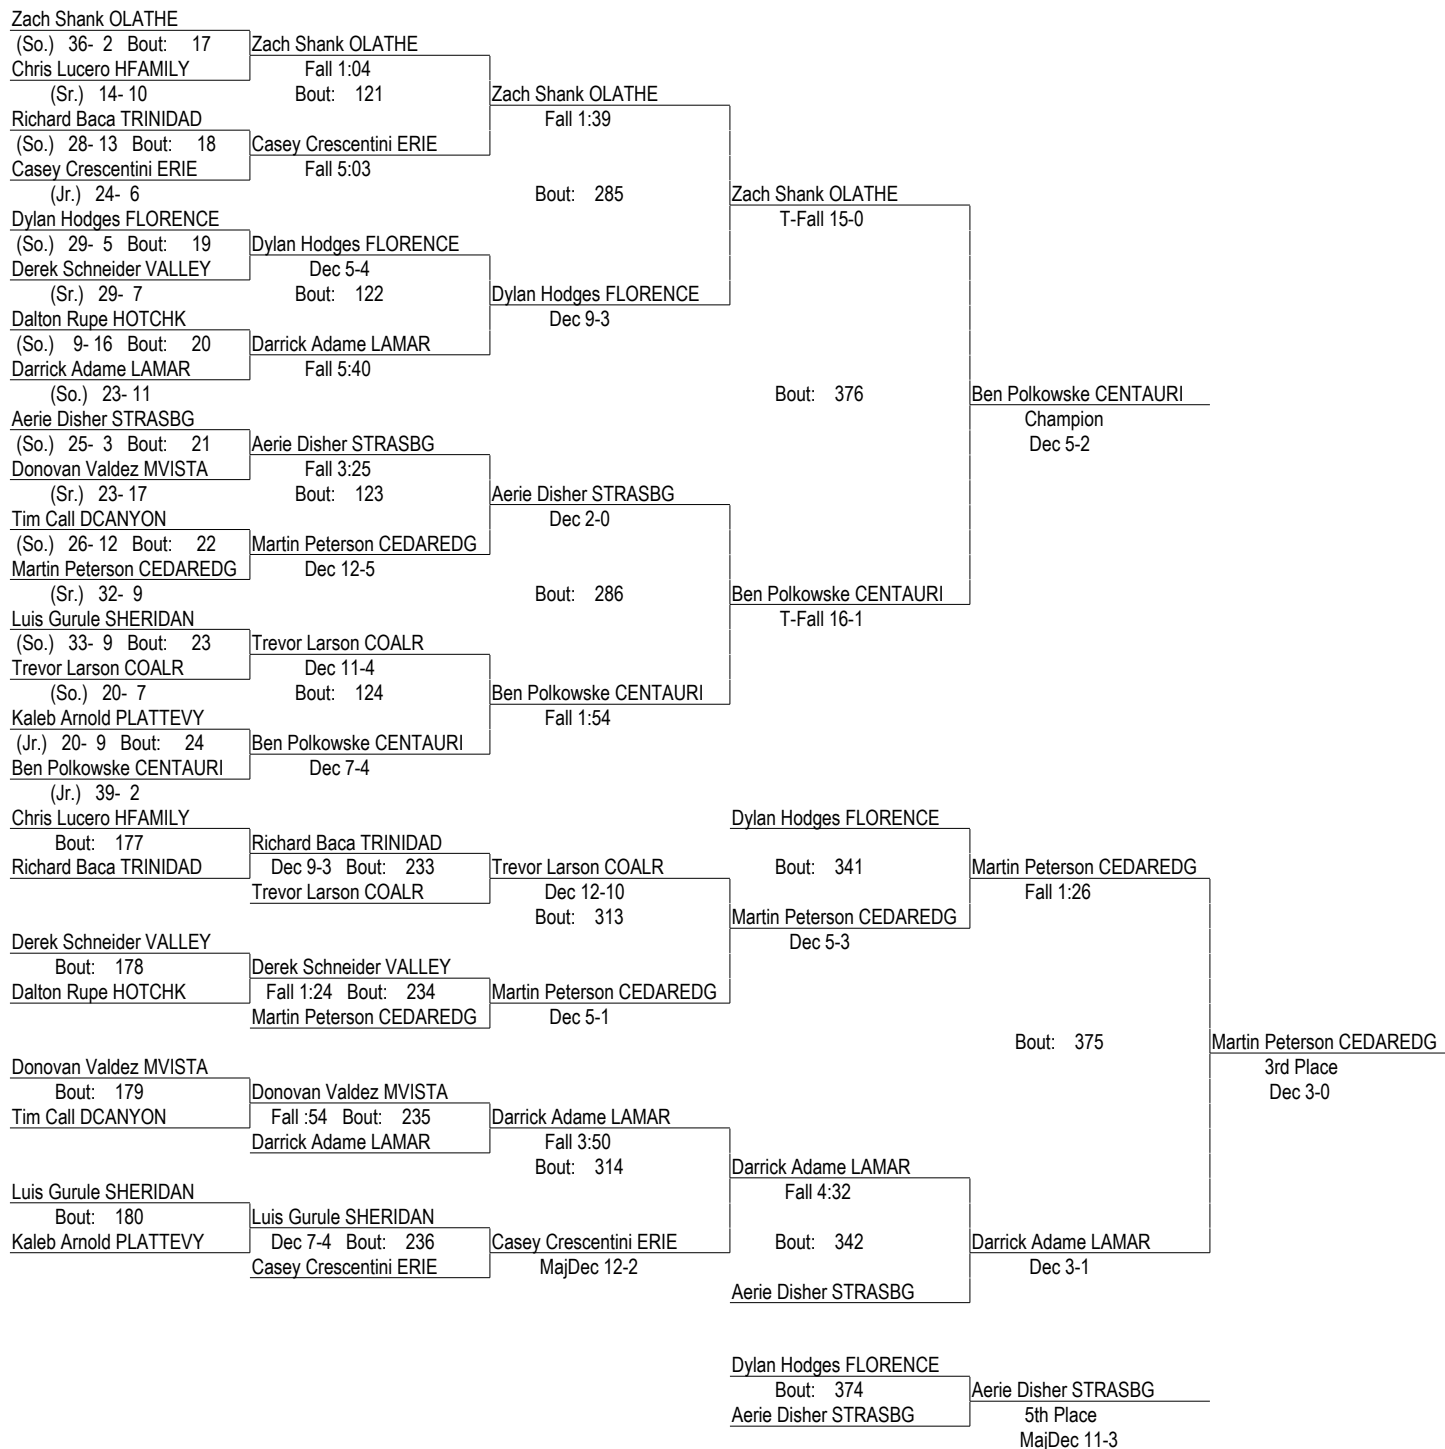 Zach Shank OLATHE
(So.) 36- 2 Bout: 17 Zach Shank OLATHE
Chris Lucero HFAMILY Fall 1:04
(Sr.) 14- 10 Bout: 121 Zach Shank OLATHE
Richard Baca TRINIDAD Fall 1:39
(So.) 28- 13 Bout: 18 Casey Crescentini ERIE
Casey Crescentini ERIE Fall 5:03
(Jr.) 24- 6 Bout: 285 Zach Shank OLATHE
Dylan Hodges FLORENCE T-Fall 15-0
(So.) 29- 5 Bout: 19 Dylan Hodges FLORENCE
Derek Schneider VALLEY Dec 5-4
(Sr.) 29- 7 Bout: 122 Dylan Hodges FLORENCE
Dalton Rupe HOTCHK Dec 9-3
(So.) 9- 16 Bout: 20 Darrick Adame LAMAR
Darrick Adame LAMAR Fall 5:40
(So.) 23- 11 Bout: 376 Ben Polkowske CENTAURI
Aerie Disher STRASBG Champion
(So.) 25- 3 Bout: 21 Aerie Disher STRASBG Dec 5-2
Donovan Valdez MVISTA Fall 3:25
(Sr.) 23- 17 Bout: 123 Aerie Disher STRASBG
Tim Call DCANYON Dec 2-0
(So.) 26- 12 Bout: 22 Martin Peterson CEDAREDG
Martin Peterson CEDAREDG Dec 12-5
(Sr.) 32- 9 Bout: 286 Ben Polkowske CENTAURI
Luis Gurule SHERIDAN T-Fall 16-1
(So.) 33- 9 Bout: 23 Trevor Larson COALR
Trevor Larson COALR Dec 11-4
(So.) 20- 7 Bout: 124 Ben Polkowske CENTAURI
Kaleb Arnold PLATTEVY Fall 1:54
(Jr.) 20- 9 Bout: 24 Ben Polkowske CENTAURI
Ben Polkowske CENTAURI Dec 7-4
(Jr.) 39- 2
Chris Lucero HFAMILY Dylan Hodges FLORENCE
Bout: 177 Richard Baca TRINIDAD
Richard Baca TRINIDAD Dec 9-3 Bout: 233 Trevor Larson COALR Bout: 341 Martin Peterson CEDAREDG
Trevor Larson COALR Dec 12-10 Fall 1:26
Bout: 313 Martin Peterson CEDAREDG
Derek Schneider VALLEY Dec 5-3
Bout: 178 Derek Schneider VALLEY
Dalton Rupe HOTCHK Fall 1:24 Bout: 234 Martin Peterson CEDAREDG
Martin Peterson CEDAREDG Dec 5-1
Bout: 375 Martin Peterson CEDAREDG
Donovan Valdez MVISTA 3rd Place
Bout: 179 Donovan Valdez MVISTA Dec 3-0
Tim Call DCANYON Fall :54 Bout: 235 Darrick Adame LAMAR
Darrick Adame LAMAR Fall 3:50
Bout: 314 Darrick Adame LAMAR
Luis Gurule SHERIDAN Fall 4:32
Bout: 180 Luis Gurule SHERIDAN
Kaleb Arnold PLATTEVY Dec 7-4 Bout: 236 Casey Crescentini ERIE Bout: 342 Darrick Adame LAMAR
Casey Crescentini ERIE MajDec 12-2 Dec 3-1
Aerie Disher STRASBG
Dylan Hodges FLORENCE
Bout: 374 Aerie Disher STRASBG
Aerie Disher STRASBG 5th Place
MajDec 11-3